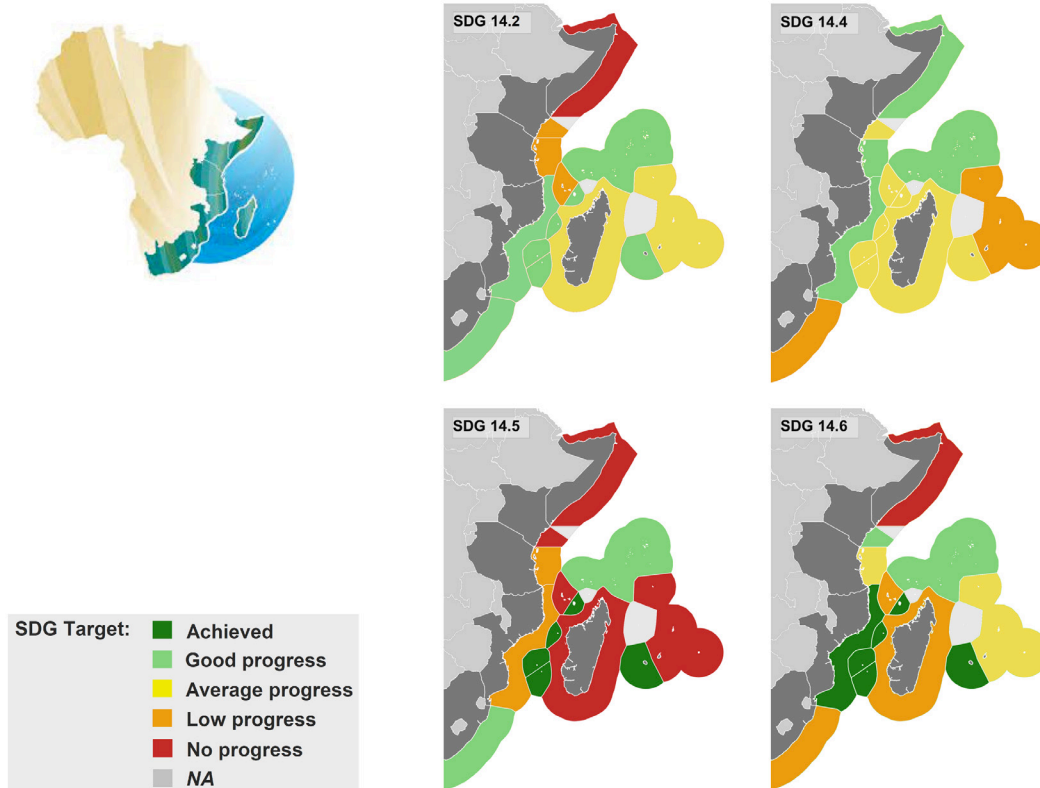 SDG 14.2
SDG 14.4
SDG 14.5
SDG 14.6
SDG Target:
Achieved
Good progress
Average progress
Low progress
No progress
NA